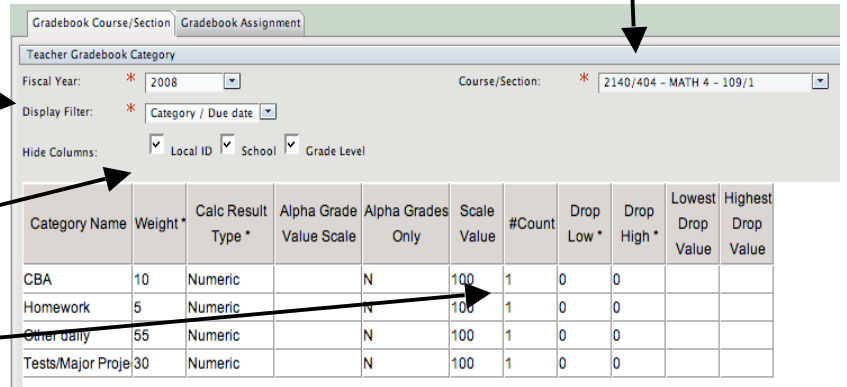 Gradebook Course/Section Gradebook Assignment
Teacher Gradebook Category
Fiscal Year: * 2008 Course/Section: * 2140/404 - MATH 4 - 109/1
Display Filter: * Category / Due date
Hide Columns: Local ID School Grade Level
Category Name Weight * Calc Result Type * Alpha Grade Value Scale Alpha Grades Only Scale Value #Count Drop Low * Drop High * Lowest Drop Value Highest Drop Value
CBA 10 Numeric N 100 1 0 0
Homework 5 Numeric N 100 1 0 0
Other daily 55 Numeric N 100 1 0 0
Tests/Major Proje 30 Numeric N 100 1 0 0